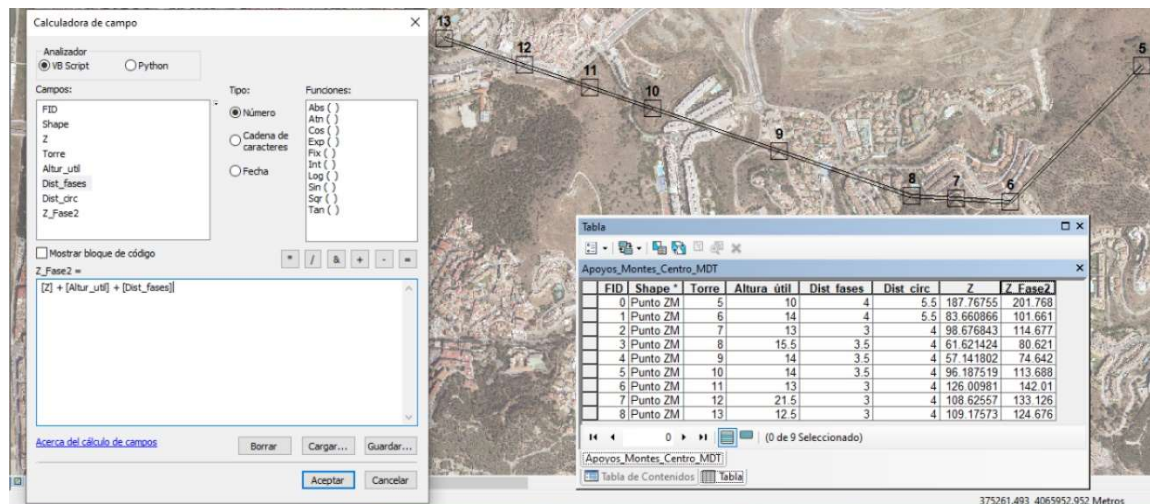 Calculadora de campo
Analizador
VB Script Python
Campos: Tipo: Funciones:
FID
Shape
Z
Torre
Altur_util
Dist_fases
Dist_circ
Z_Fase2
Número
Cadena de
caracteres
Fecha
Abs ( )
Atn ( )
Cos ( )
Exp ( )
Fix ( )
Int ( )
Log ( )
Sin ( )
Sqr ( )
Tan ( )
Mostrar bloque de código
* / & + - =
Z_Fase2 =
[Z] + [Altur_util] + [Dist_fases]
Acerca del cálculo de campos
Borrar Cargar... Guardar...
Aceptar Cancelar
13
12
11
10
9
8
7
6
5
Tabla
Apoyos_Montes_Centro_MDT
FID Shape * Torre Altura útil Dist fases Dist circ Z Z_Fase2
0 Punto ZM 5 10 4 5.5 187.76755 201.768
1 Punto ZM 6 14 4 5.5 83.660866 101.661
2 Punto ZM 7 13 3 4 98.676843 114.677
3 Punto ZM 8 15.5 3.5 4 61.621424 80.621
4 Punto ZM 9 14 3.5 4 57.141802 74.642
5 Punto ZM 10 14 3.5 4 96.187519 113.688
6 Punto ZM 11 13 3 4 126.00981 142.01
7 Punto ZM 12 21.5 3 4 108.62557 133.126
8 Punto ZM 13 12.5 3 4 109.17573 124.676
0 (0 de 9 Seleccionado)
Apoyos_Montes_Centro_MDT
Tabla de Contenidos Tabla
375261,493 4065952,952 Metros